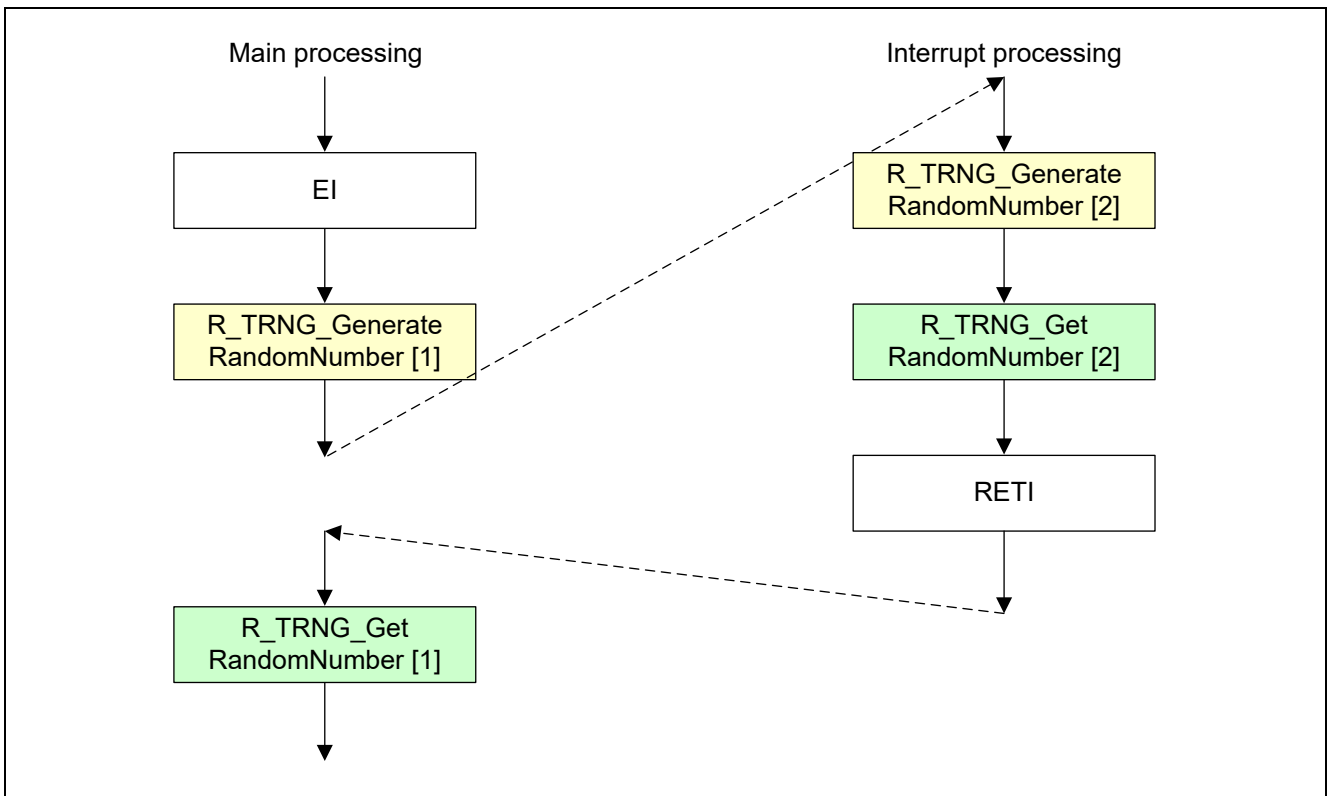 Main processing
EI
R_TRNG_Generate
RandomNumber [1]
R_TRNG_Get
RandomNumber [1]
Interrupt processing
R_TRNG_Generate
RandomNumber [2]
R_TRNG_Get
RandomNumber [2]
RETI